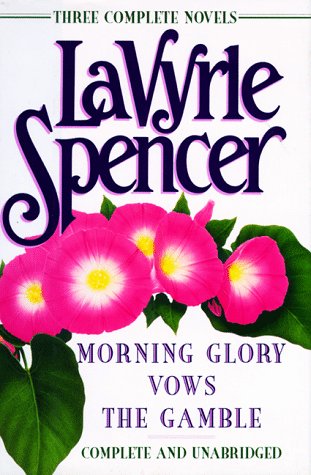 THREE COMPLETE NOVELS
LaVyrle
Spencer
MORNING GLORY
VOWS
THE GAMBLE
COMPLETE AND UNABRIDGED